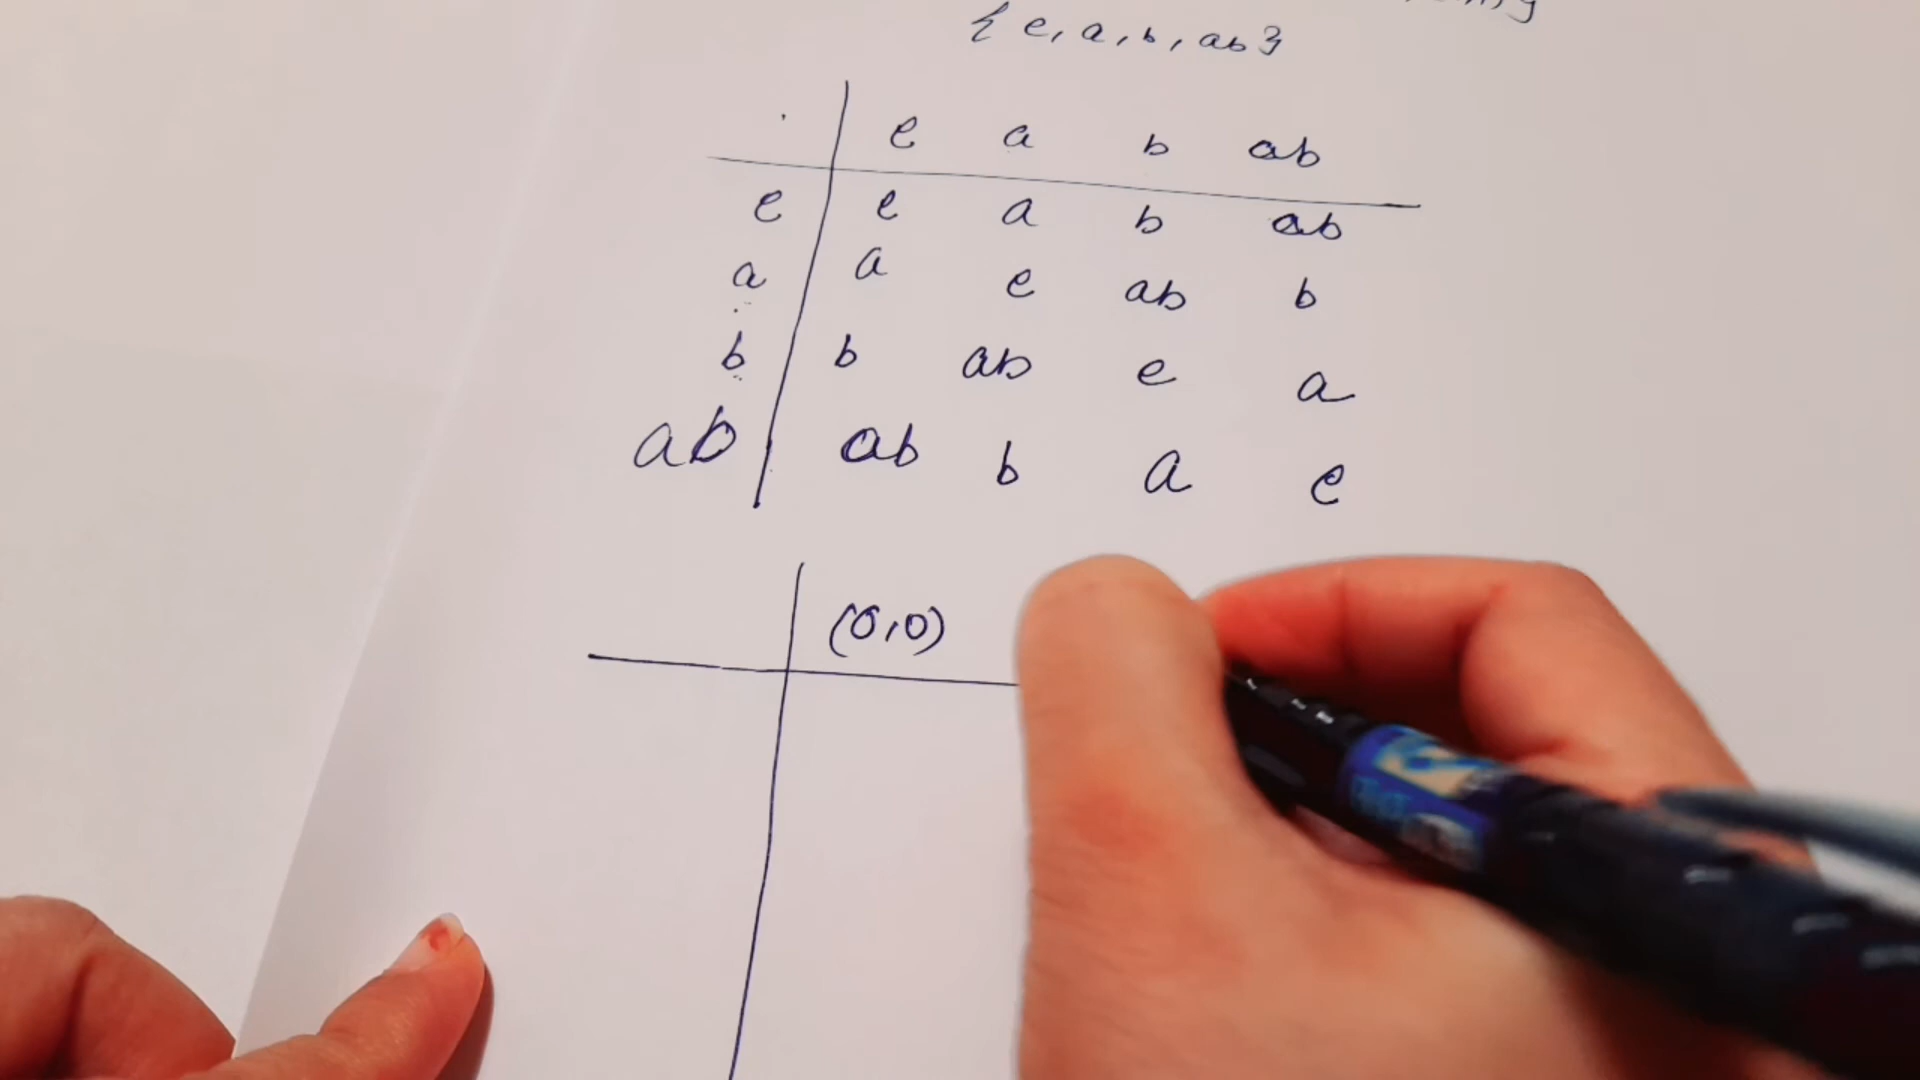 {e, a, b, ab}
. e a b ab
e e a b ab
a a e ab b
b b ab e a
ab ab b a e
(0,0)